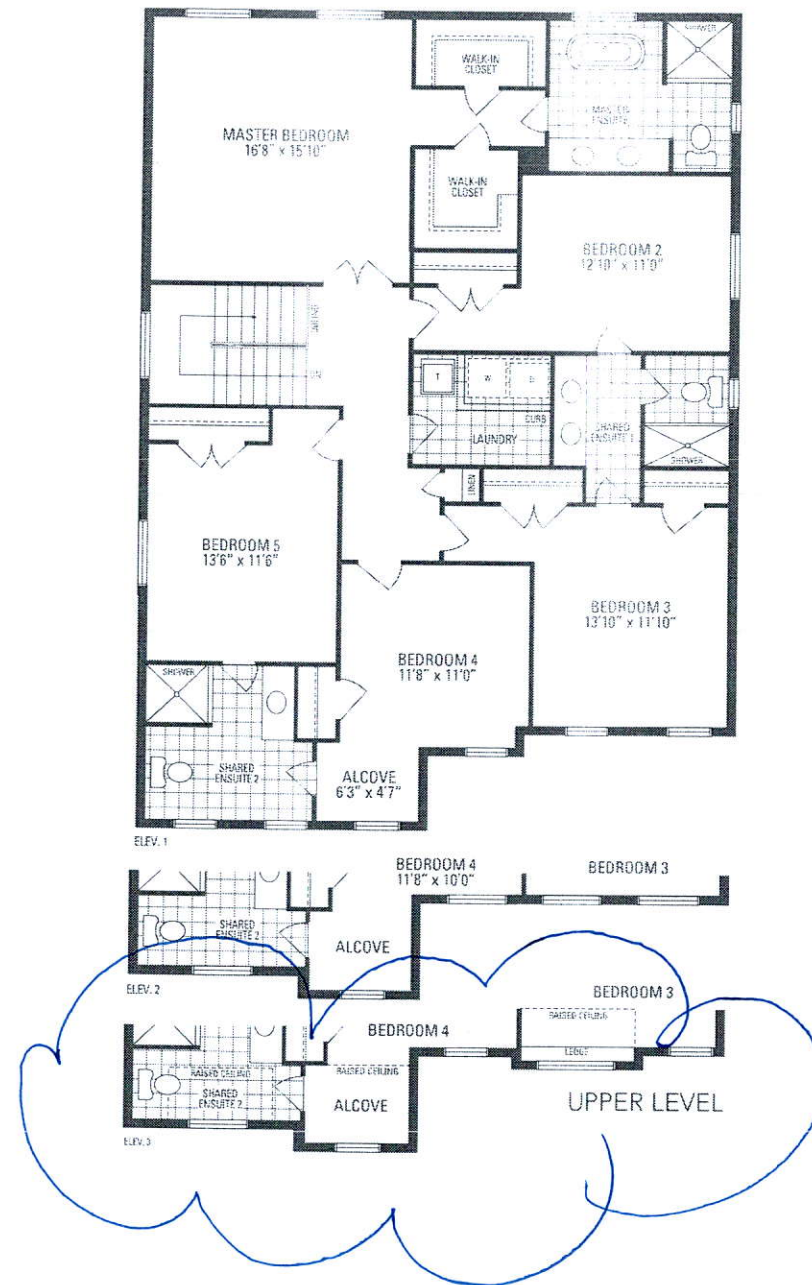 SHOWER
WALK-IN
CLOSET
MASTER
ENSUITE
MASTER BEDROOM
16'8" x 15'10"
WALK-IN
CLOSET
BEDROOM 2
12'10" x 11'0"
T
W
D
CURB
LAUNDRY
SHARED
ENSUITE 1
SHOWER
LINEN
BEDROOM 5
13'6" x 11'6"
BEDROOM 3
13'10" x 11'10"
BEDROOM 4
11'8" x 11'0"
SHOWER
SHARED
ENSUITE 2
ALCOVE
6'3" x 4'7"
ELEV. 1
BEDROOM 4
11'8" x 10'0"
BEDROOM 3
SHARED
ENSUITE 2
ALCOVE
ELEV. 2
BEDROOM 3
RAISED CEILING
BEDROOM 4
LEDGE
RAISED CEILING
RAISED CEILING
SHARED
ENSUITE 2
ALCOVE
UPPER LEVEL
ELEV. 3